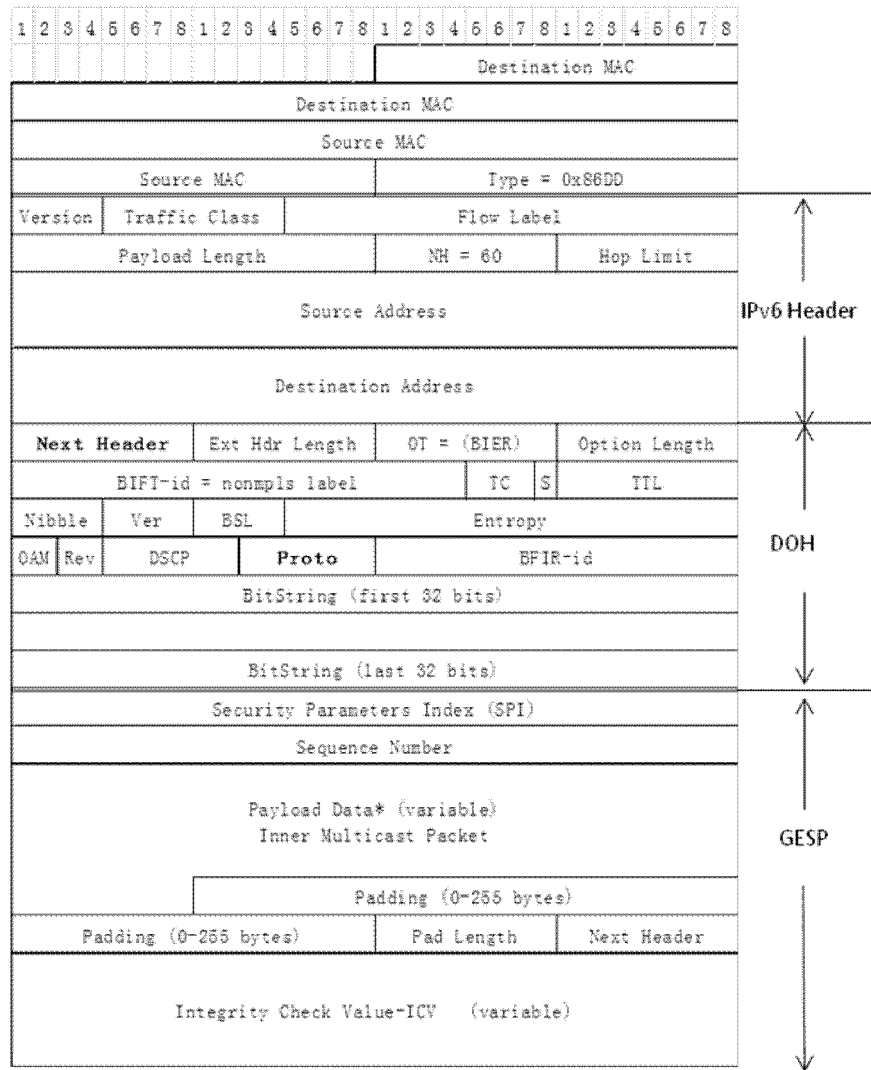 1 2 3 4 5 6 7 8 1 2 3 4 5 6 7 8 1 2 3 4 5 6 7 8 1 2 3 4 5 6 7 8
Destination MAC
Destination MAC
Source MAC
Source MAC Type = 0x86DD
Version Traffic Class Flow Label
Payload Length NH = 60 Hop Limit
Source Address
IPv6 Header
Destination Address
Next Header Ext Hdr Length OT = (BIER) Option Length
BIFT-id = nonmpls label TC S TTL
Nibble Ver BSL Entropy
OAM Rev DSCP Proto BFIR-id
DOH
BitString (first 32 bits)
BitString (last 32 bits)
Security Parameters Index (SPI)
Sequence Number
Payload Data* (variable)
Inner Multicast Packet
GESP
Padding (0-255 bytes)
Padding (0-255 bytes) Pad Length Next Header
Integrity Check Value-ICV (variable)